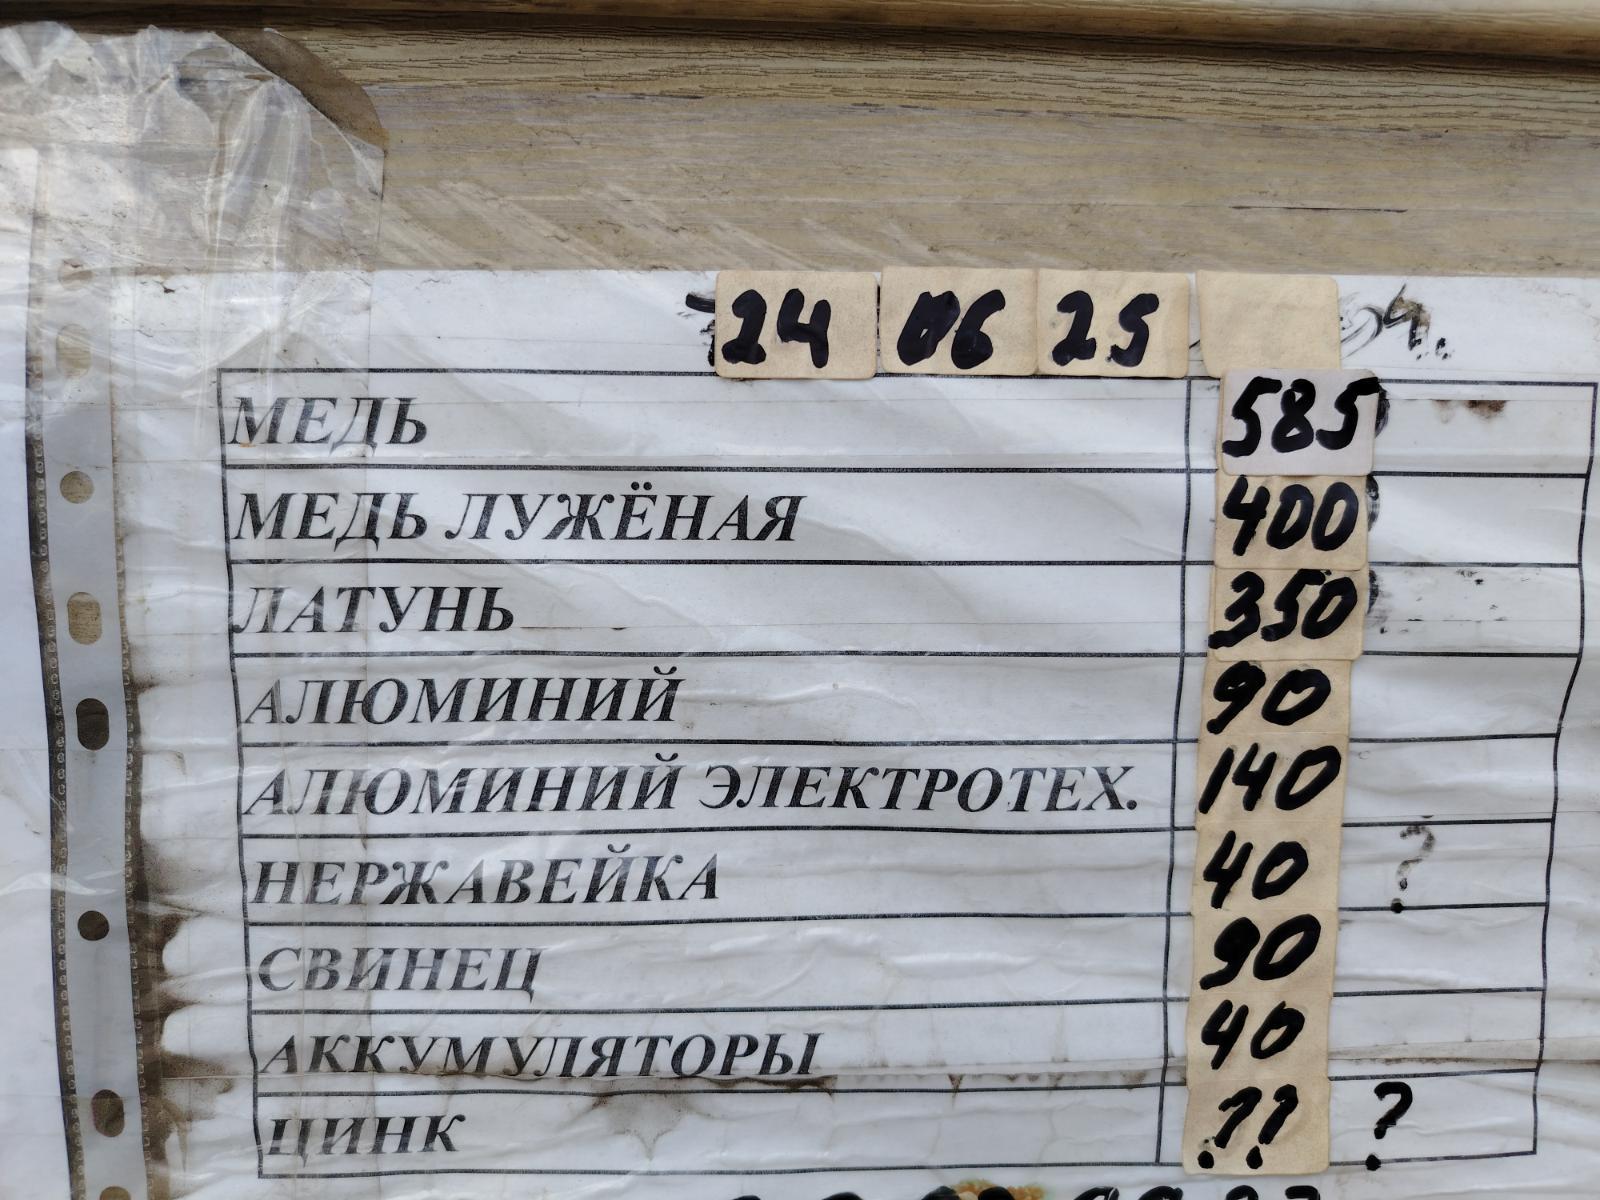 24 06 25
МЕДЬ 585
МЕДЬ ЛУЖЁНАЯ 400
ЛАТУНЬ 350
АЛЮМИНИЙ 90
АЛЮМИНИЙ ЭЛЕКТРОТЕХ. 140
НЕРЖАВЕЙКА 40 ?
СВИНЕЦ 90
АККУМУЛЯТОРЫ 40
ЦИНК ?? ?